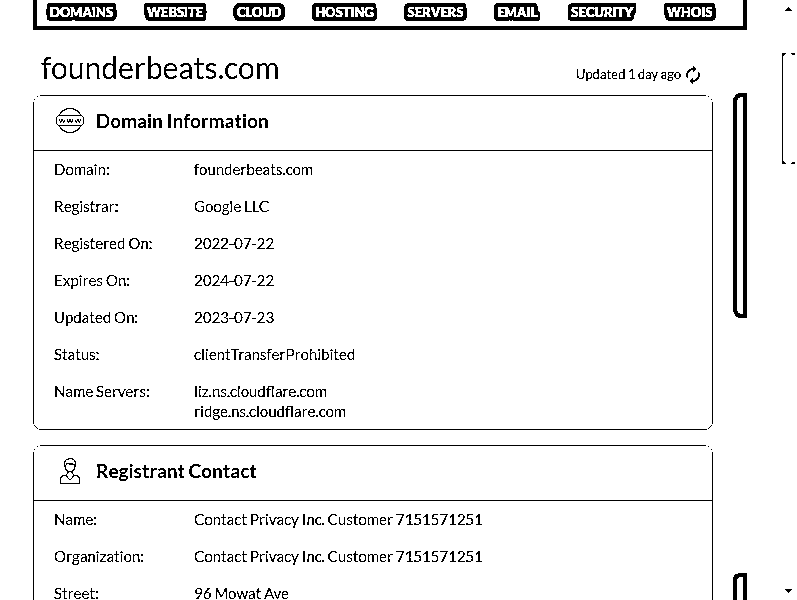 DOMAINS WEBSITE CLOUD HOSTING SERVERS EMAIL SECURITY WHOIS
founderbeats.com
Updated 1 day ago
www
Domain Information
Domain: founderbeats.com
Registrar: Google LLC
Registered On: 2022-07-22
Expires On: 2024-07-22
Updated On: 2023-07-23
Status: clientTransferProhibited
Name Servers: liz.ns.cloudflare.com
ridge.ns.cloudflare.com
Registrant Contact
Name: Contact Privacy Inc. Customer 7151571251
Organization: Contact Privacy Inc. Customer 7151571251
Street: 96 Mowat Ave